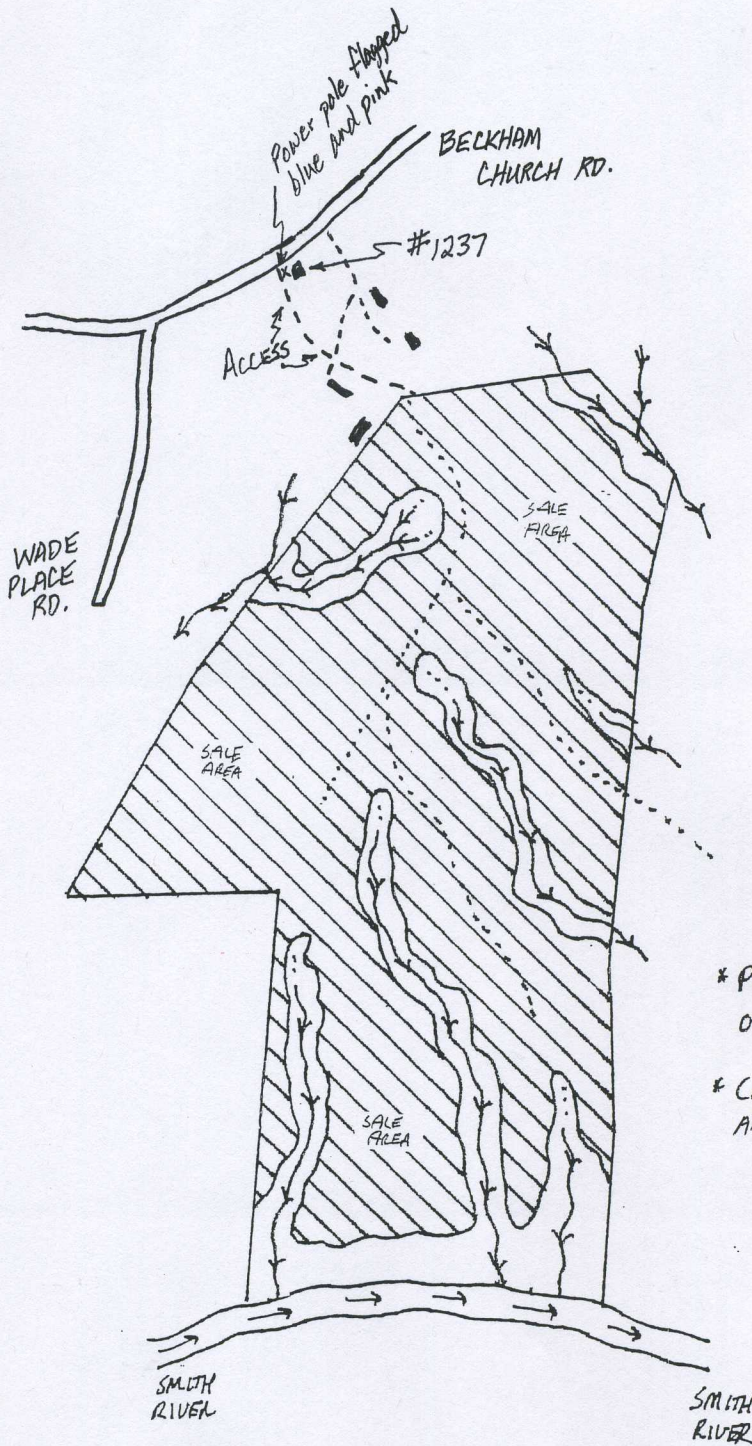 Power pole flagged
blue and pink
BECKHAM
CHURCH RD.
#1237
ACCESS
WADE
PLACE
RD.
SALE
AREA
SALE
AREA
* P
O
* C
A
SALE
AREA
SMITH
RIVER
SMITH
RIVER